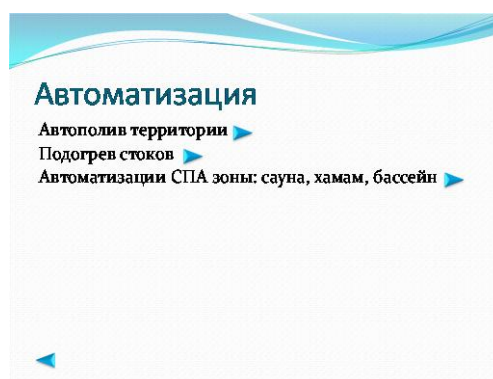 Автоматизация
Автополив территории
Подогрев стоков
Автоматизации СПА зоны: сауна, хамам, бассейн